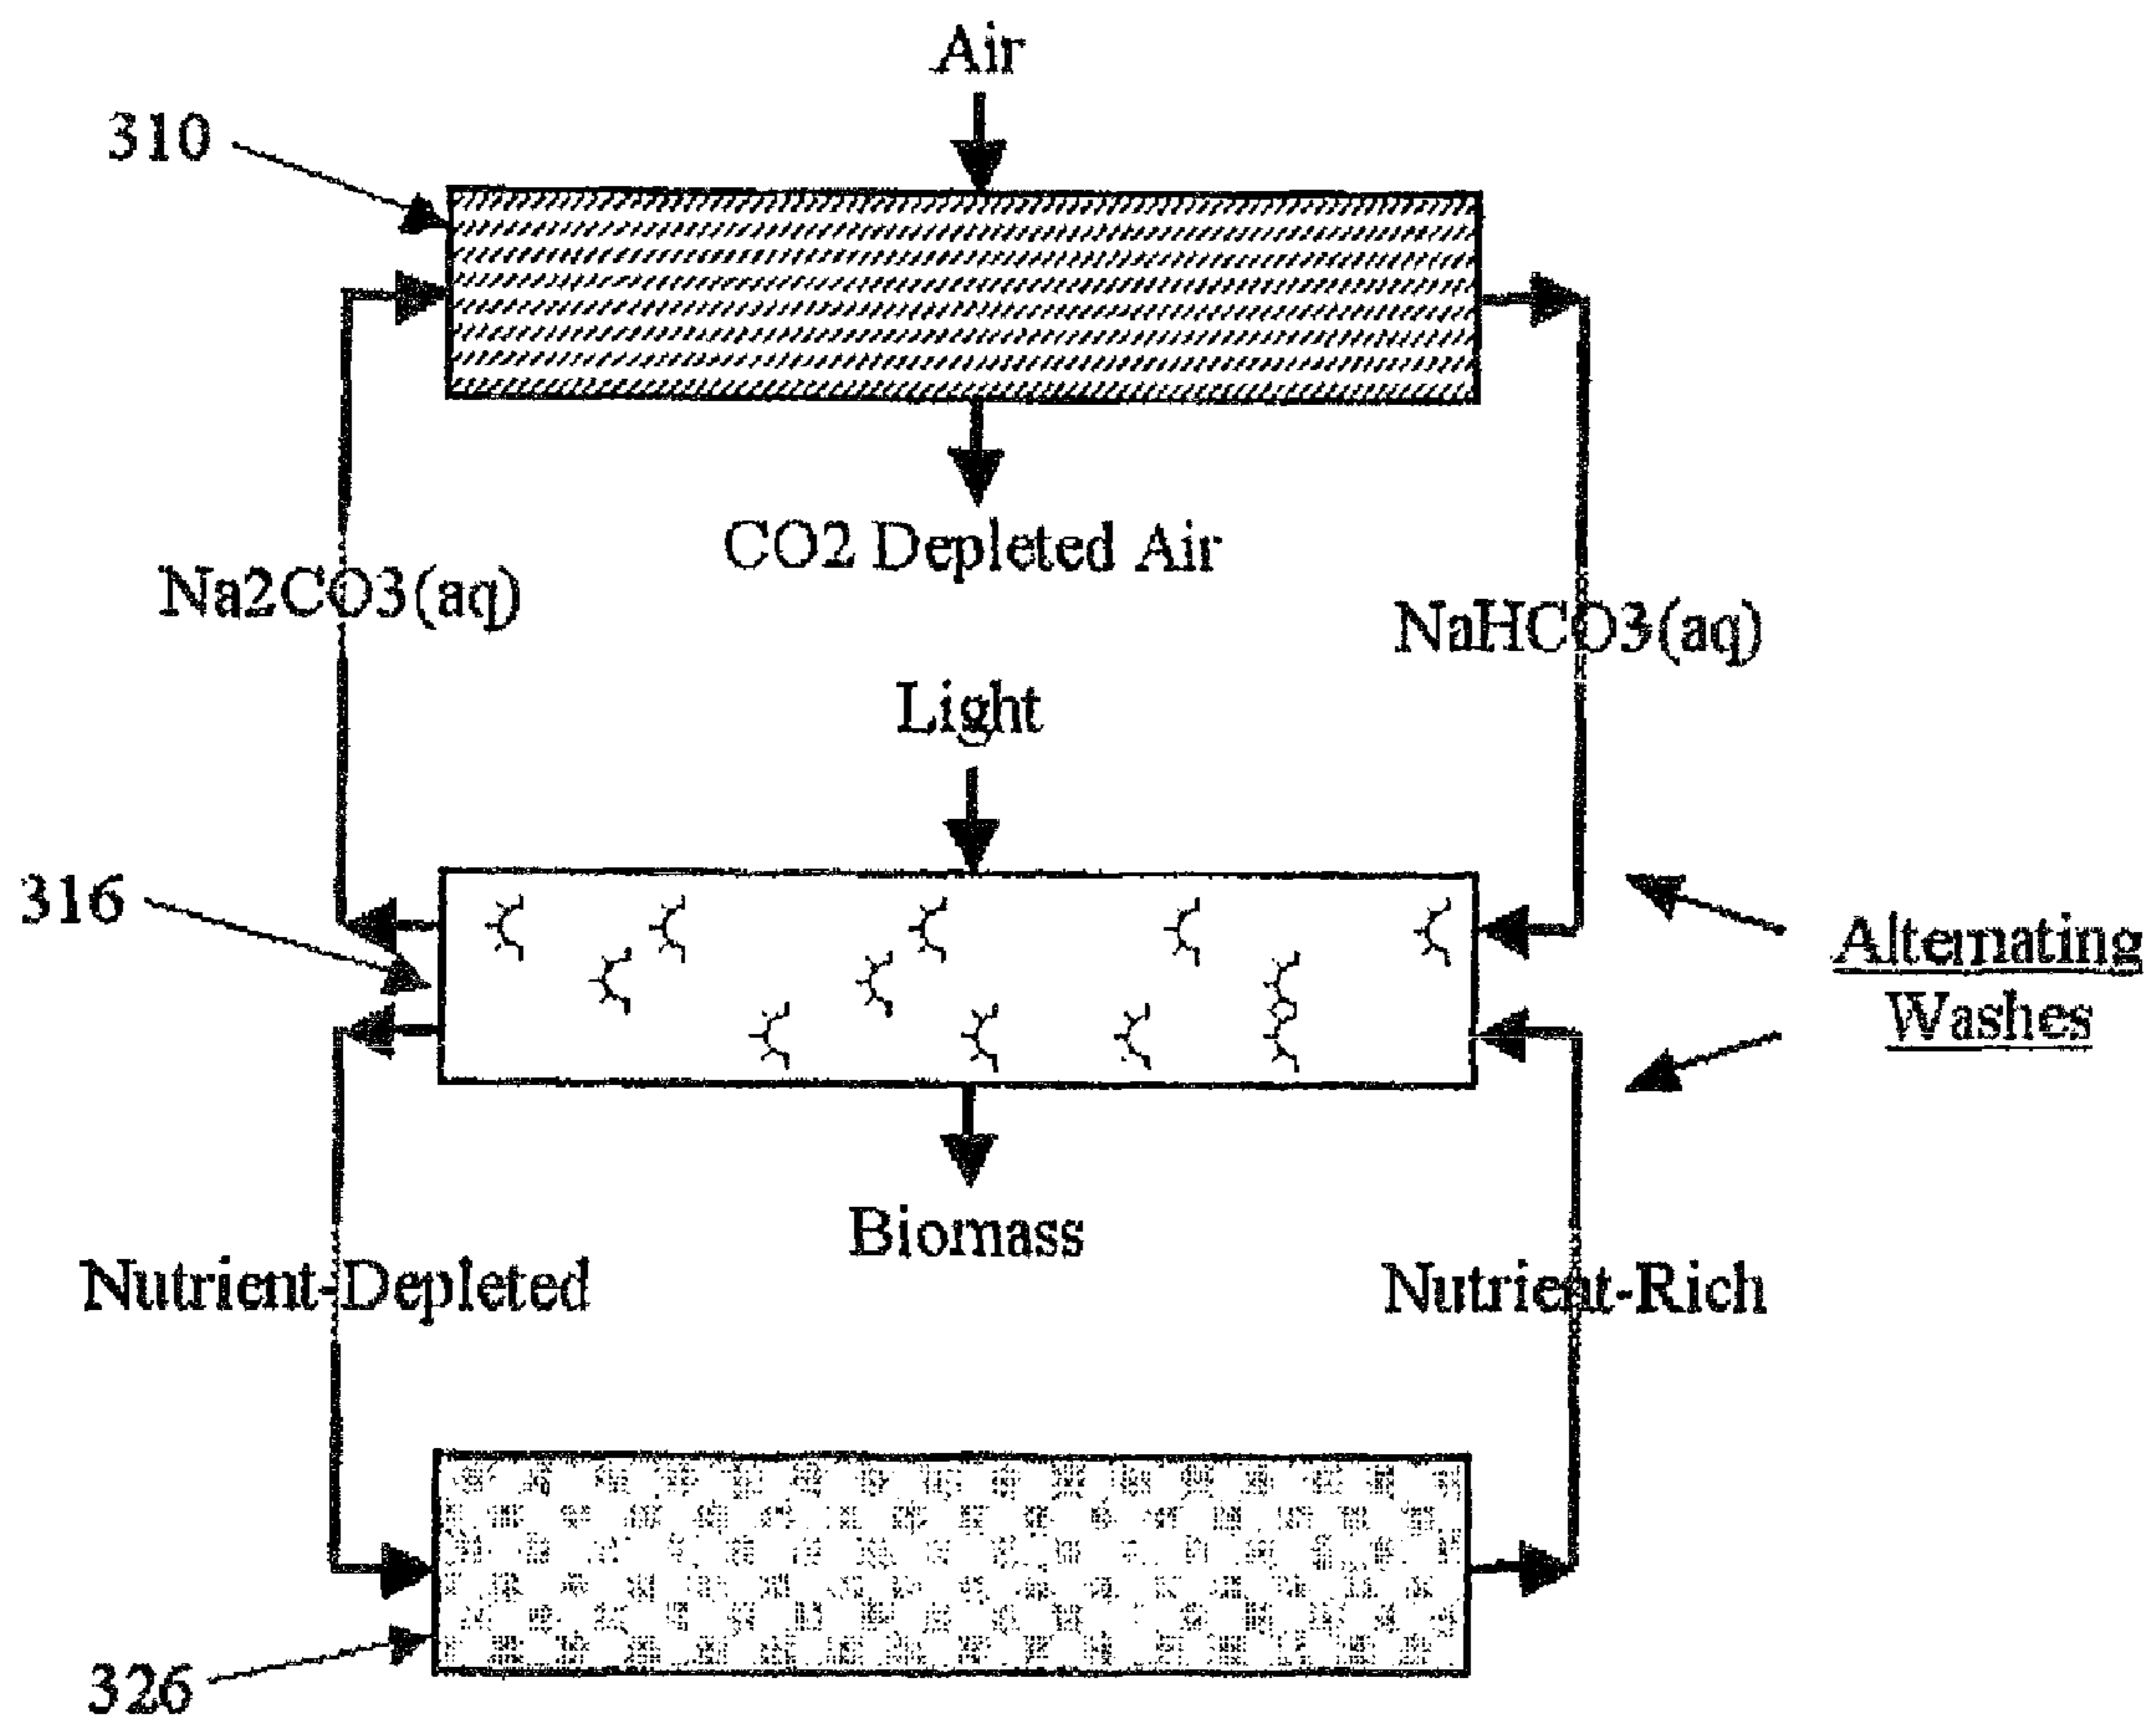 Air
310
CO2 Depleted Air
Na2CO3(aq)
NaHCO3(aq)
Light
316
Alternating
Washes
Biomass
Nutrient-Depleted
Nutrient-Rich
326